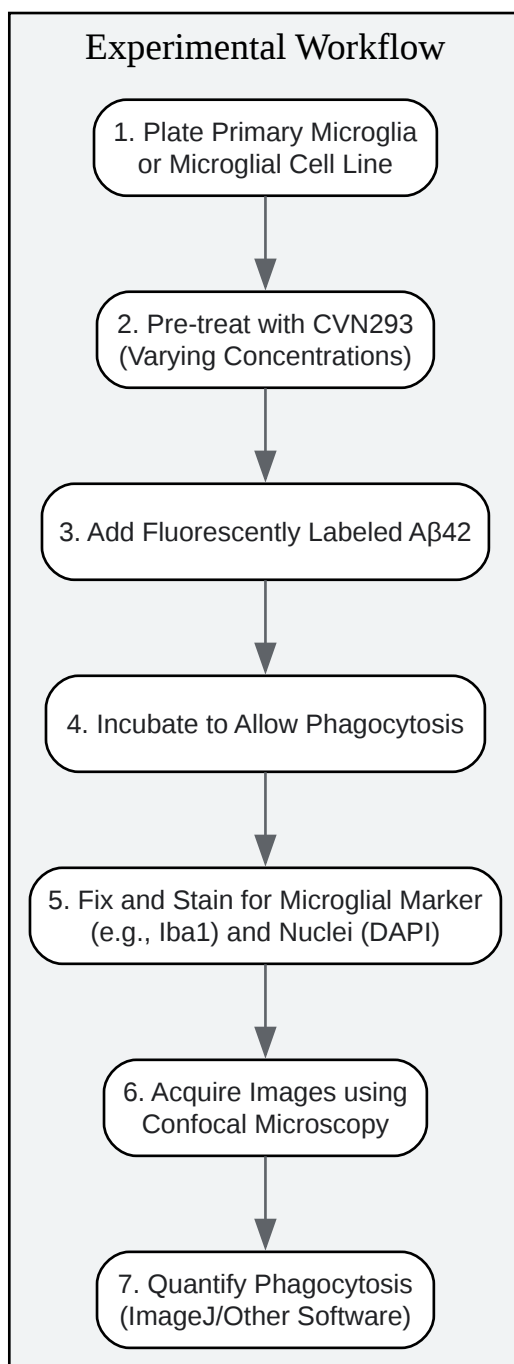 Experimental Workflow
1. Plate Primary Microglia
or Microglial Cell Line
2. Pre-treat with CVN293
(Varying Concentrations)
3. Add Fluorescently Labeled Aβ42
4. Incubate to Allow Phagocytosis
5. Fix and Stain for Microglial Marker
(e.g., Iba1) and Nuclei (DAPI)
6. Acquire Images using
Confocal Microscopy
7. Quantify Phagocytosis
(ImageJ/Other Software)